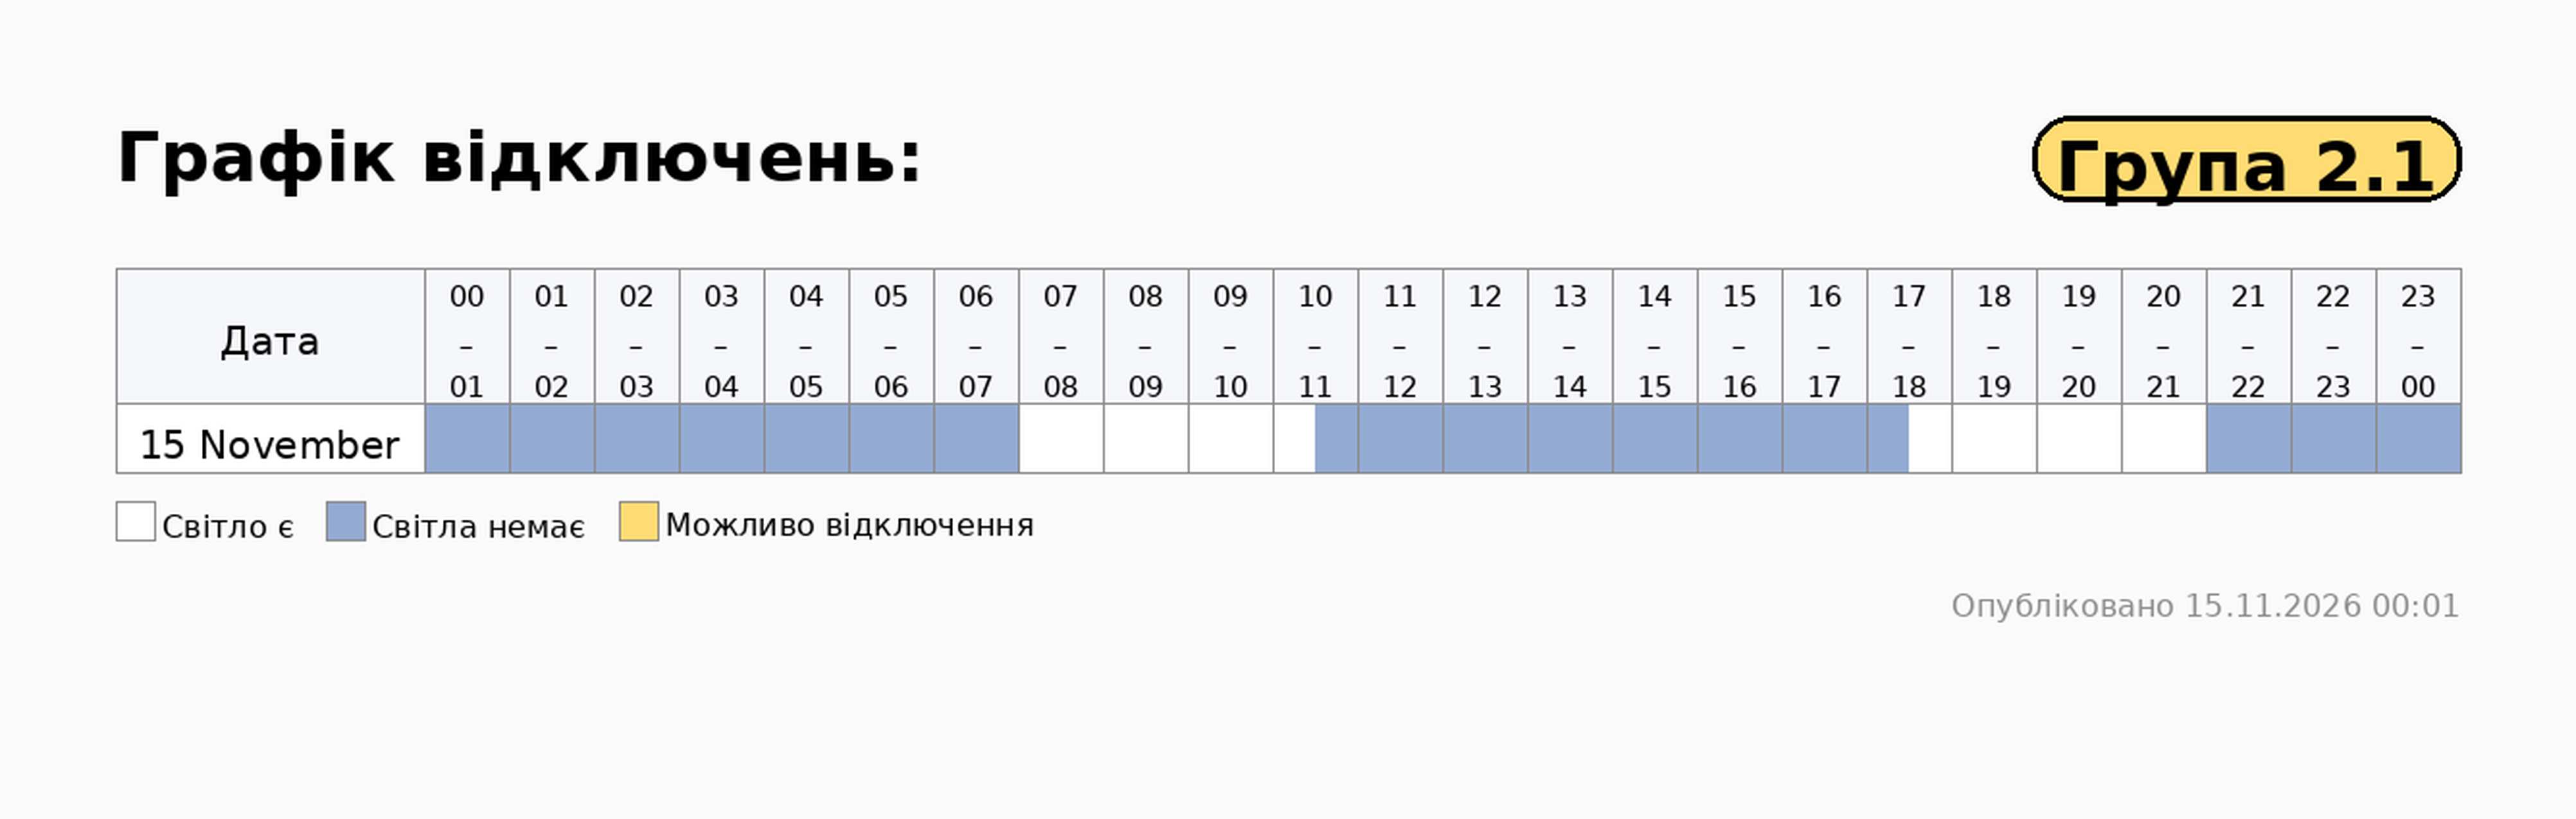 Графік відключень:
Група 2.1
Дата
00 – 01
01 – 02
02 – 03
03 – 04
04 – 05
05 – 06
06 – 07
07 – 08
08 – 09
09 – 10
10 – 11
11 – 12
12 – 13
13 – 14
14 – 15
15 – 16
16 – 17
17 – 18
18 – 19
19 – 20
20 – 21
21 – 22
22 – 23
23 – 00
15 November
Світло є
Світла немає
Можливо відключення
Опубліковано 15.11.2026 00:01